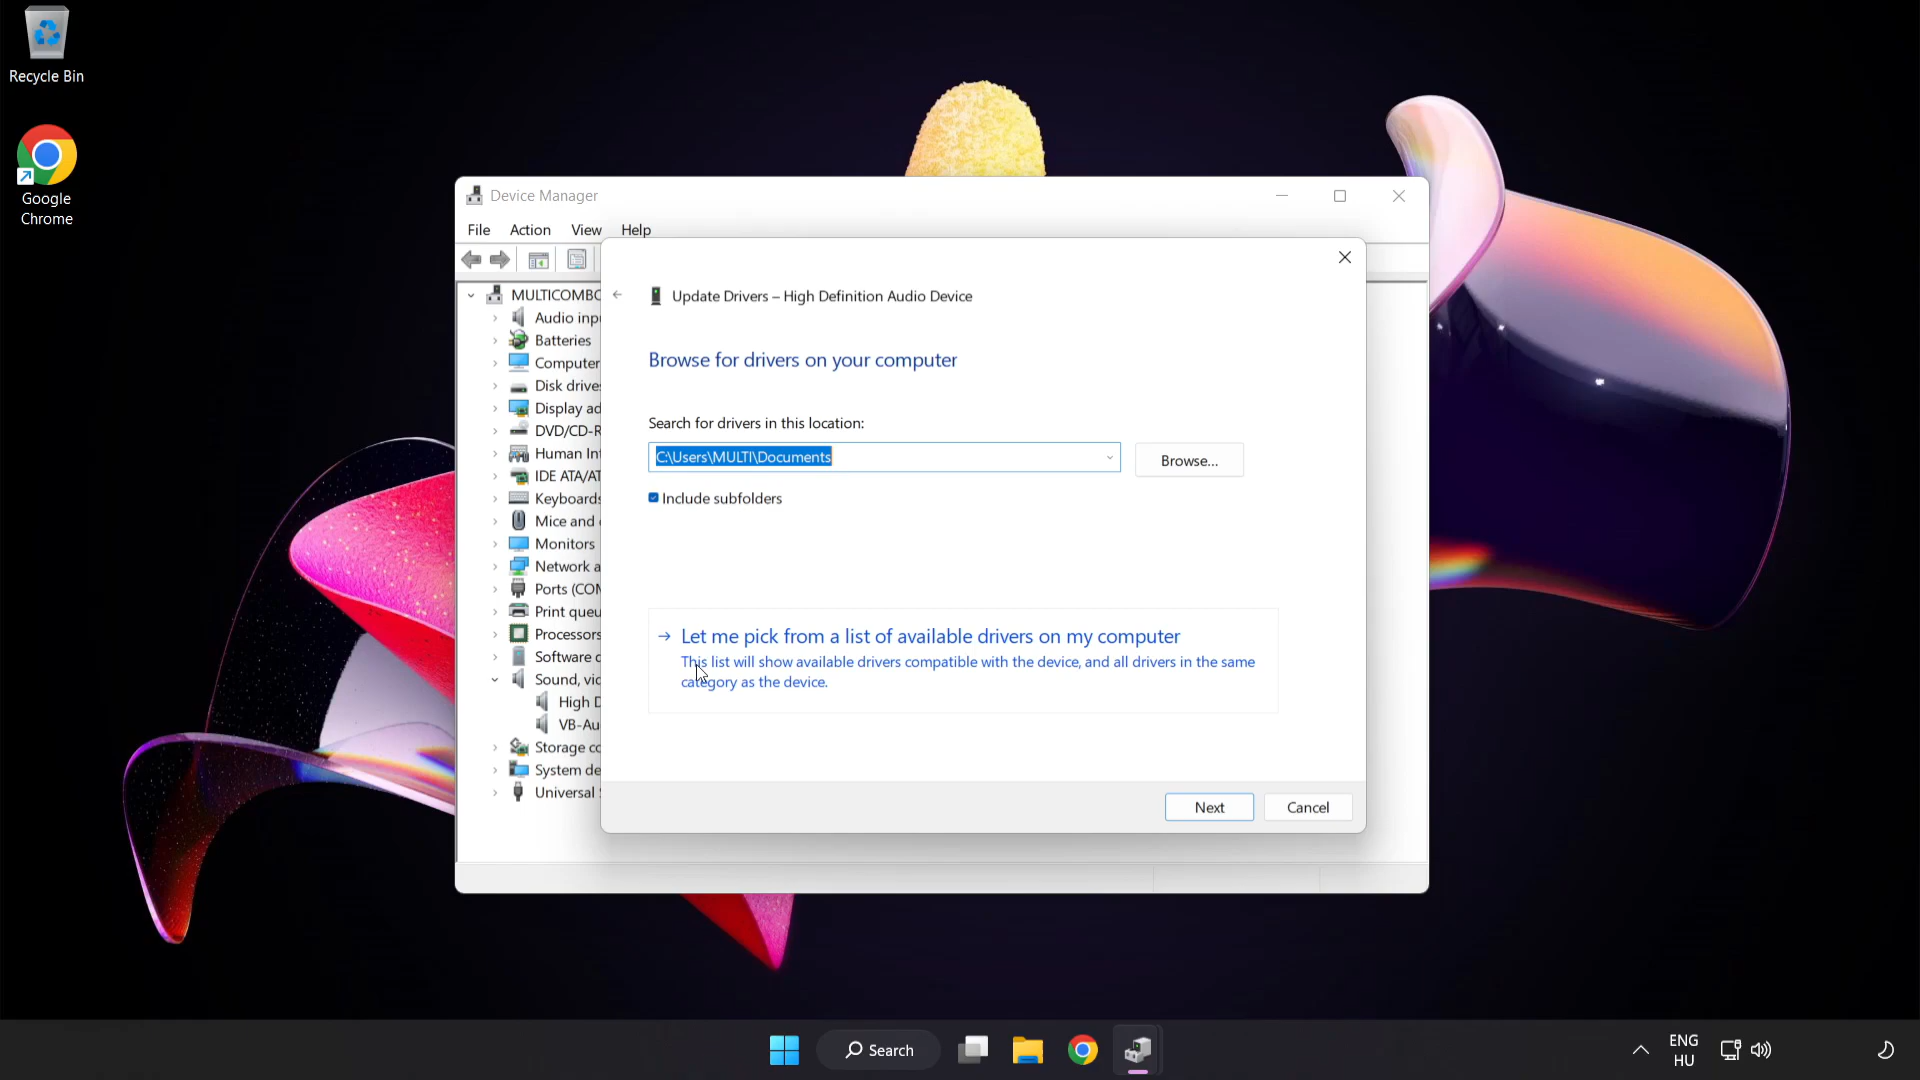 Recycle Bin
Google
Chrome
Device Manager
File Action View Help
MULTICOMBO
Audio inpu
Batteries
Computer
Disk drives
Display ad
DVD/CD-R
Human Int
IDE ATA/AT
Keyboards
Mice and
Monitors
Network a
Ports (COM
Print queu
Processors
Software d
Sound, vid
High D
VB-Au
Storage co
System de
Universal
Update Drivers – High Definition Audio Device
Browse for drivers on your computer
Search for drivers in this location:
C:\Users\MULTI\Documents
Browse...
Include subfolders
Let me pick from a list of available drivers on my computer
This list will show available drivers compatible with the device, and all drivers in the same
category as the device.
Next Cancel
Search
ENG
HU